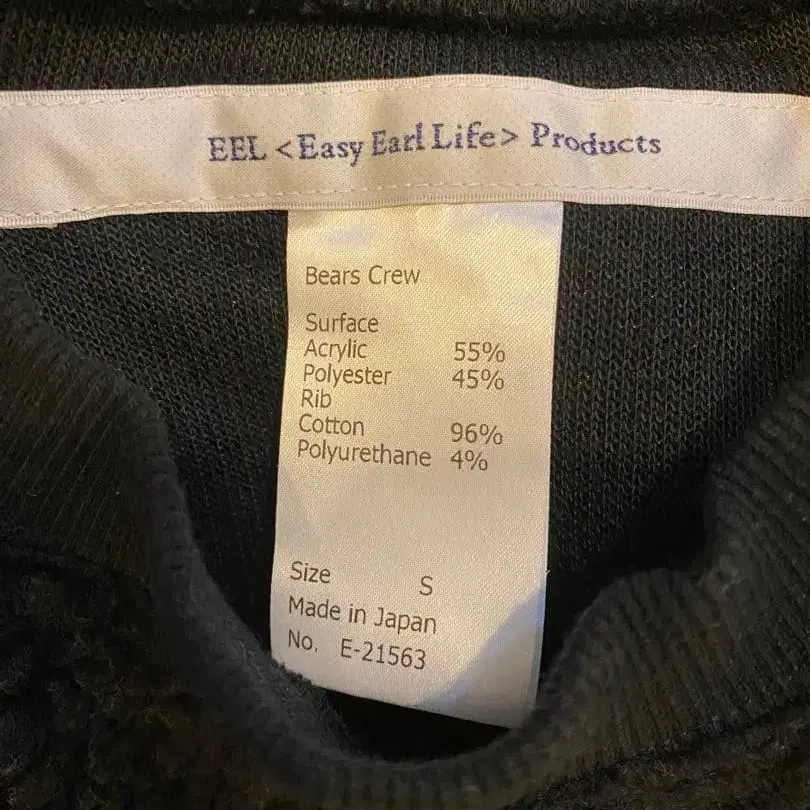 EEL <Easy Earl Life> Products
Bears Crew
Surface
Acrylic 55%
Polyester 45%
Rib
Cotton 96%
Polyurethane 4%
Size S
Made in Japan
No. E-21563